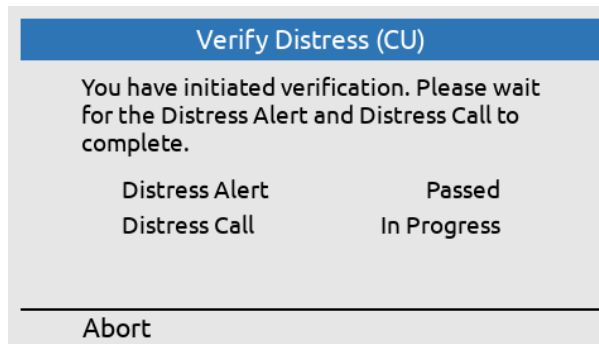 Verify Distress (CU)
You have initiated verification. Please wait
for the Distress Alert and Distress Call to
complete.
Distress Alert Passed
Distress Call In Progress
Abort